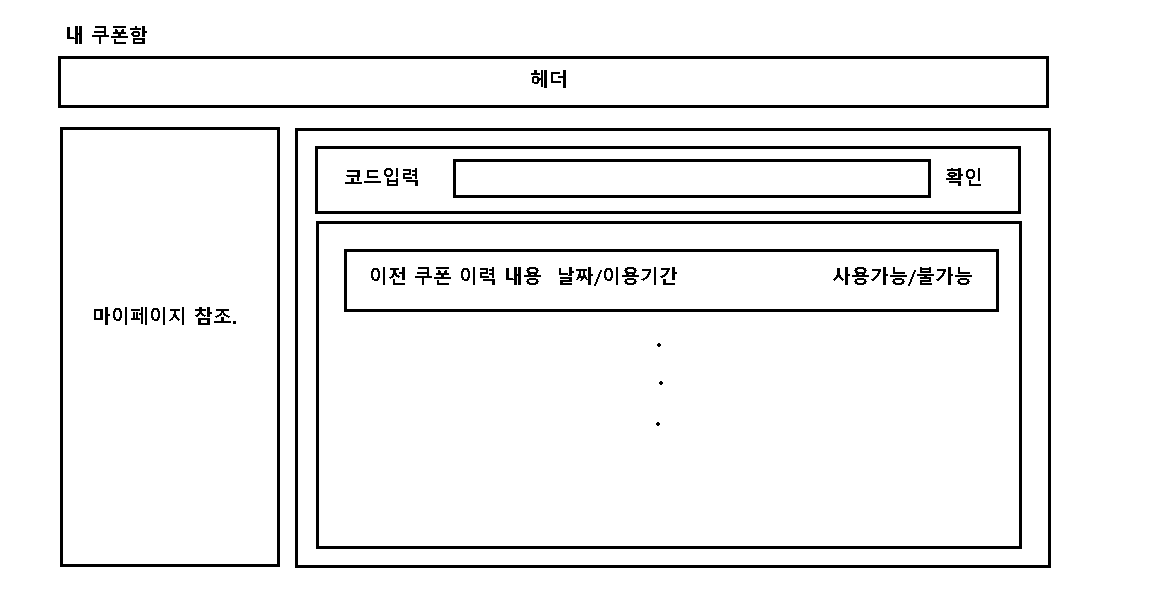 내 쿠폰함
헤더
마이페이지 참조.
코드입력 확인
이전 쿠폰 이력 내용 날짜/이용기간 사용가능/불가능